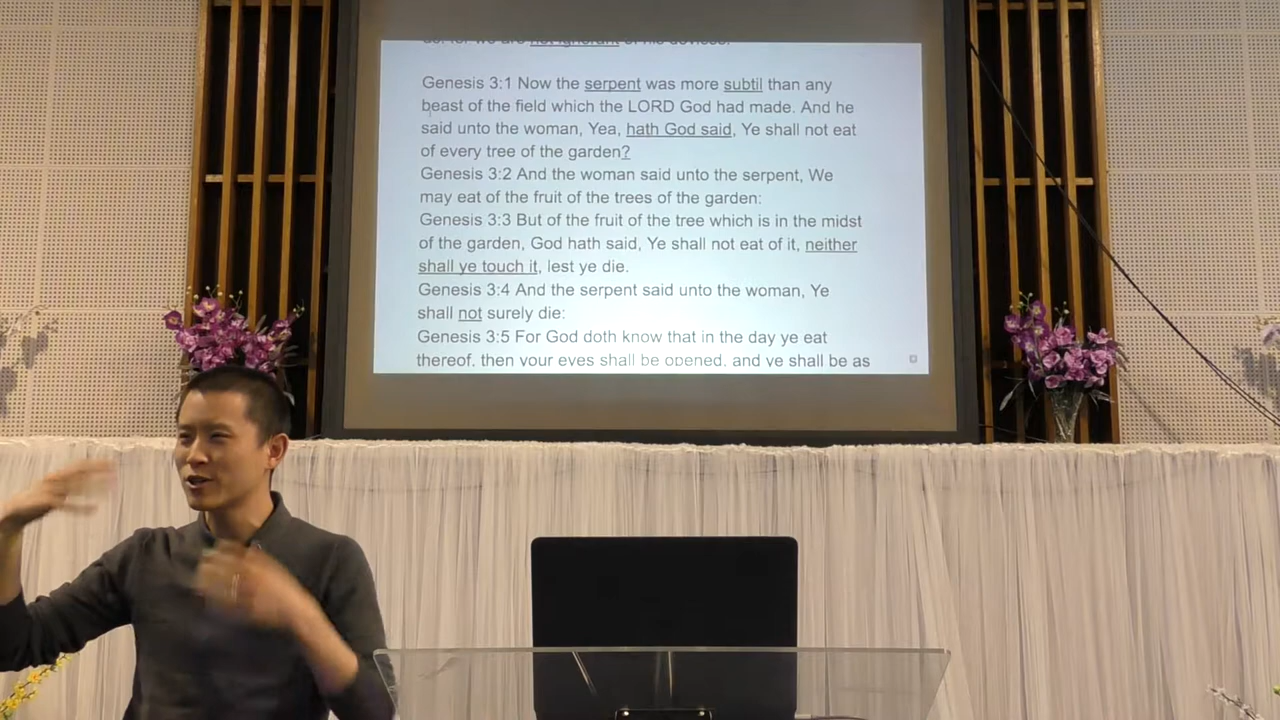 not ignorant
Genesis 3:1 Now the serpent was more subtil than any
beast of the field which the LORD God had made. And he
said unto the woman, Yea, hath God said, Ye shall not eat
of every tree of the garden?
Genesis 3:2 And the woman said unto the serpent, We
may eat of the fruit of the trees of the garden:
Genesis 3:3 But of the fruit of the tree which is in the midst
of the garden, God hath said, Ye shall not eat of it, neither
shall ye touch it, lest ye die.
Genesis 3:4 And the serpent said unto the woman, Ye
shall not surely die:
Genesis 3:5 For God doth know that in the day ye eat
thereof, then your eyes shall be opened, and ye shall be as